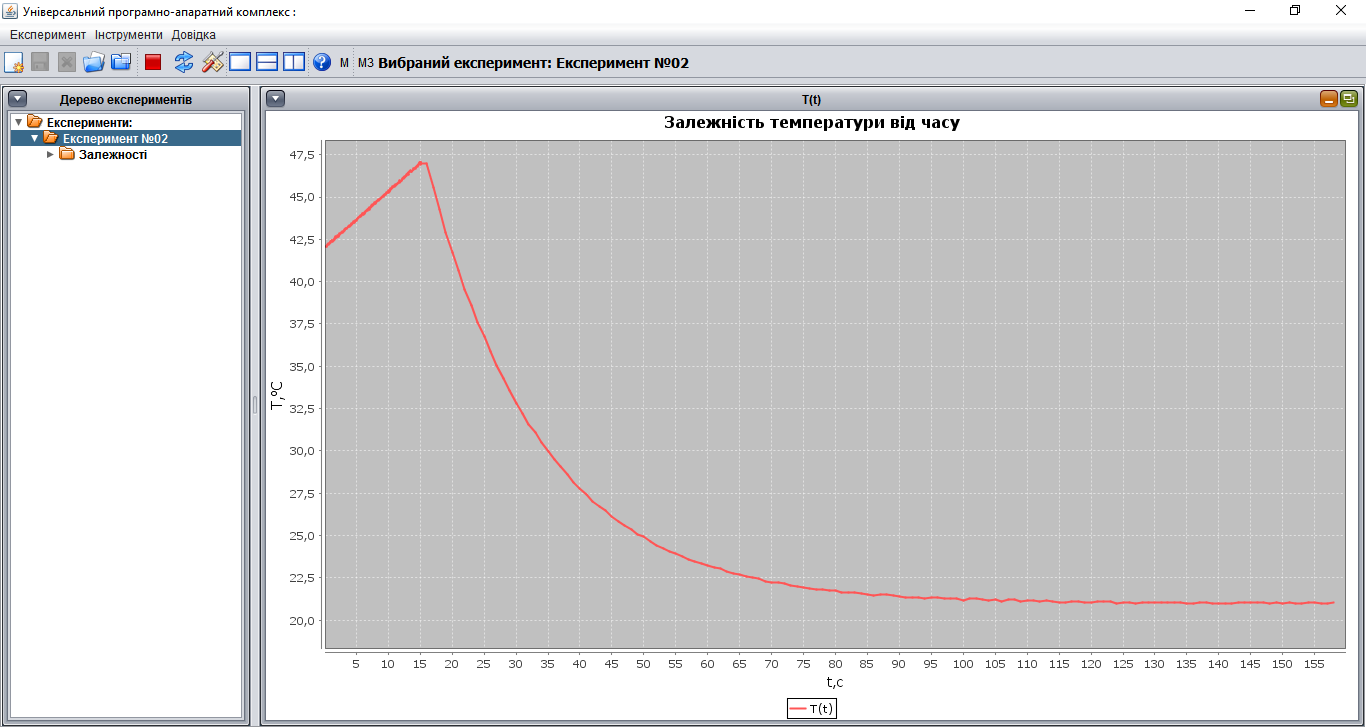 Універсальний програмно-апаратний комплекс :
Експеримент Інструменти Довідка
М МЗ Вибраний експеримент: Експеримент №02
Дерево експериментів
Експерименти:
Експеримент №02
Залежності
T(t)
Залежність температури від часу
47,5
45,0
42,5
40,0
37,5
35,0
32,5
30,0
27,5
25,0
22,5
20,0
T,ºC
5 10 15 20 25 30 35 40 45 50 55 60 65 70 75 80 85 90 95 100 105 110 115 120 125 130 135 140 145 150 155
t,c
T(t)